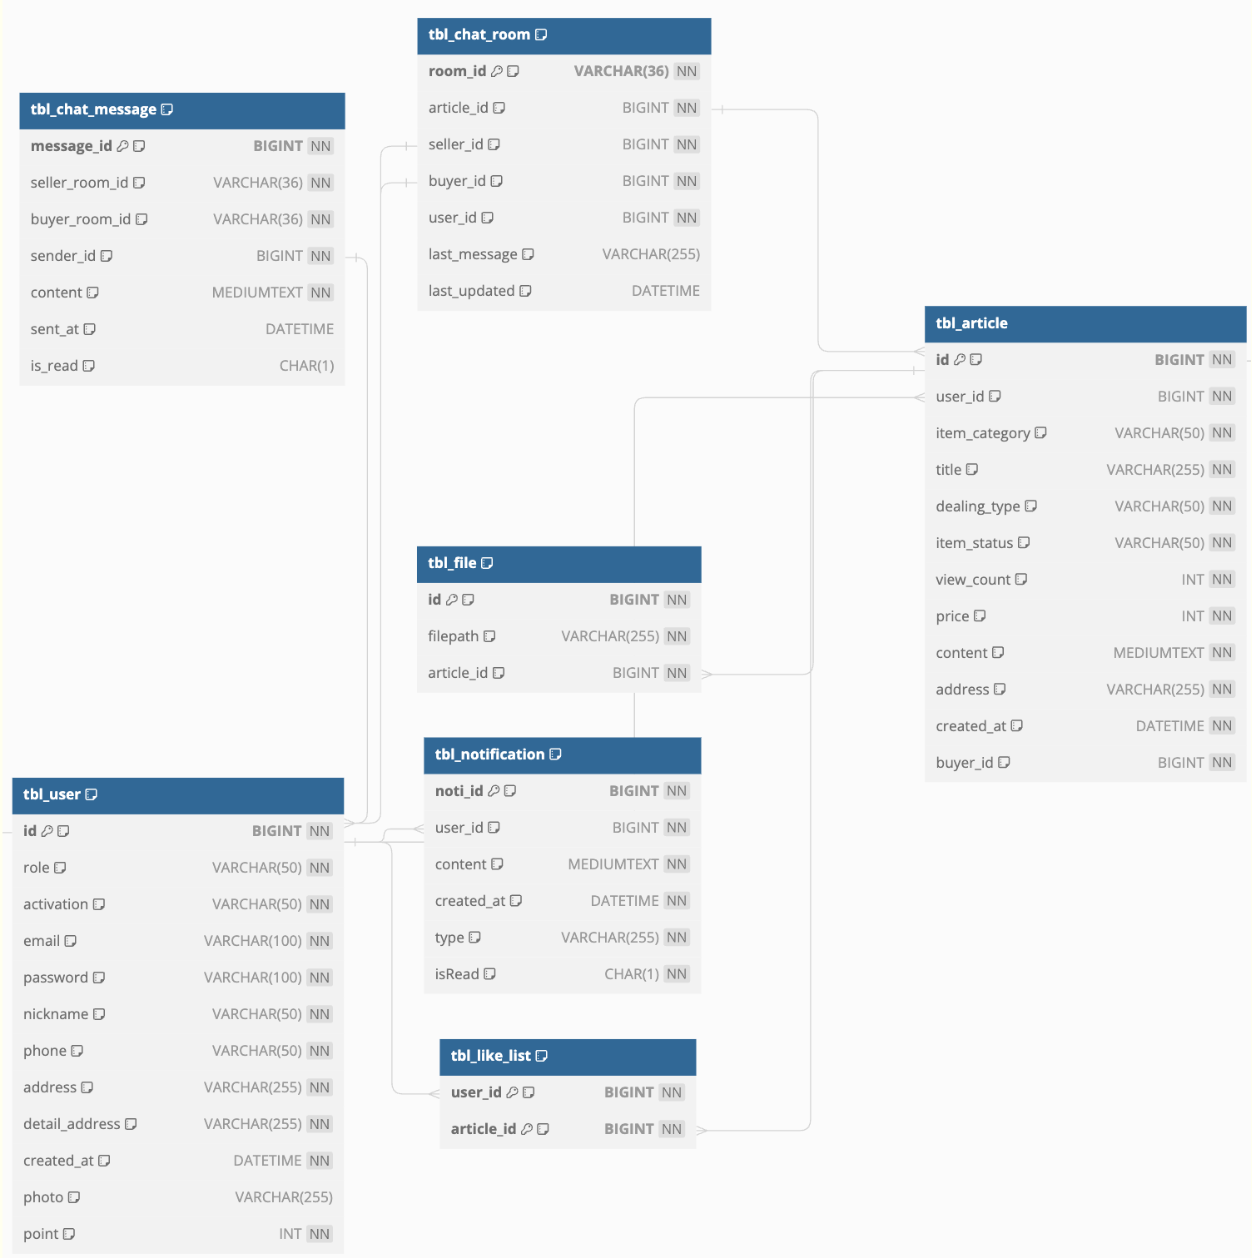 tbl_chat_room
room_id VARCHAR(36) NN
article_id BIGINT NN
seller_id BIGINT NN
buyer_id BIGINT NN
user_id BIGINT NN
last_message VARCHAR(255)
last_updated DATETIME
tbl_chat_message
message_id BIGINT NN
seller_room_id VARCHAR(36) NN
buyer_room_id VARCHAR(36) NN
sender_id BIGINT NN
content MEDIUMTEXT NN
sent_at DATETIME
is_read CHAR(1)
tbl_article
id BIGINT NN
user_id BIGINT NN
item_category VARCHAR(50) NN
title VARCHAR(255) NN
dealing_type VARCHAR(50) NN
item_status VARCHAR(50) NN
view_count INT NN
price INT NN
content MEDIUMTEXT NN
address VARCHAR(255) NN
created_at DATETIME NN
buyer_id BIGINT NN
tbl_file
id BIGINT NN
filepath VARCHAR(255) NN
article_id BIGINT NN
tbl_notification
noti_id BIGINT NN
user_id BIGINT NN
content MEDIUMTEXT NN
created_at DATETIME NN
type VARCHAR(255) NN
isRead CHAR(1) NN
tbl_user
id BIGINT NN
role VARCHAR(50) NN
activation VARCHAR(50) NN
email VARCHAR(100) NN
password VARCHAR(100) NN
nickname VARCHAR(50) NN
phone VARCHAR(50) NN
address VARCHAR(255) NN
detail_address VARCHAR(255) NN
created_at DATETIME NN
photo VARCHAR(255)
point INT NN
tbl_like_list
user_id BIGINT NN
article_id BIGINT NN